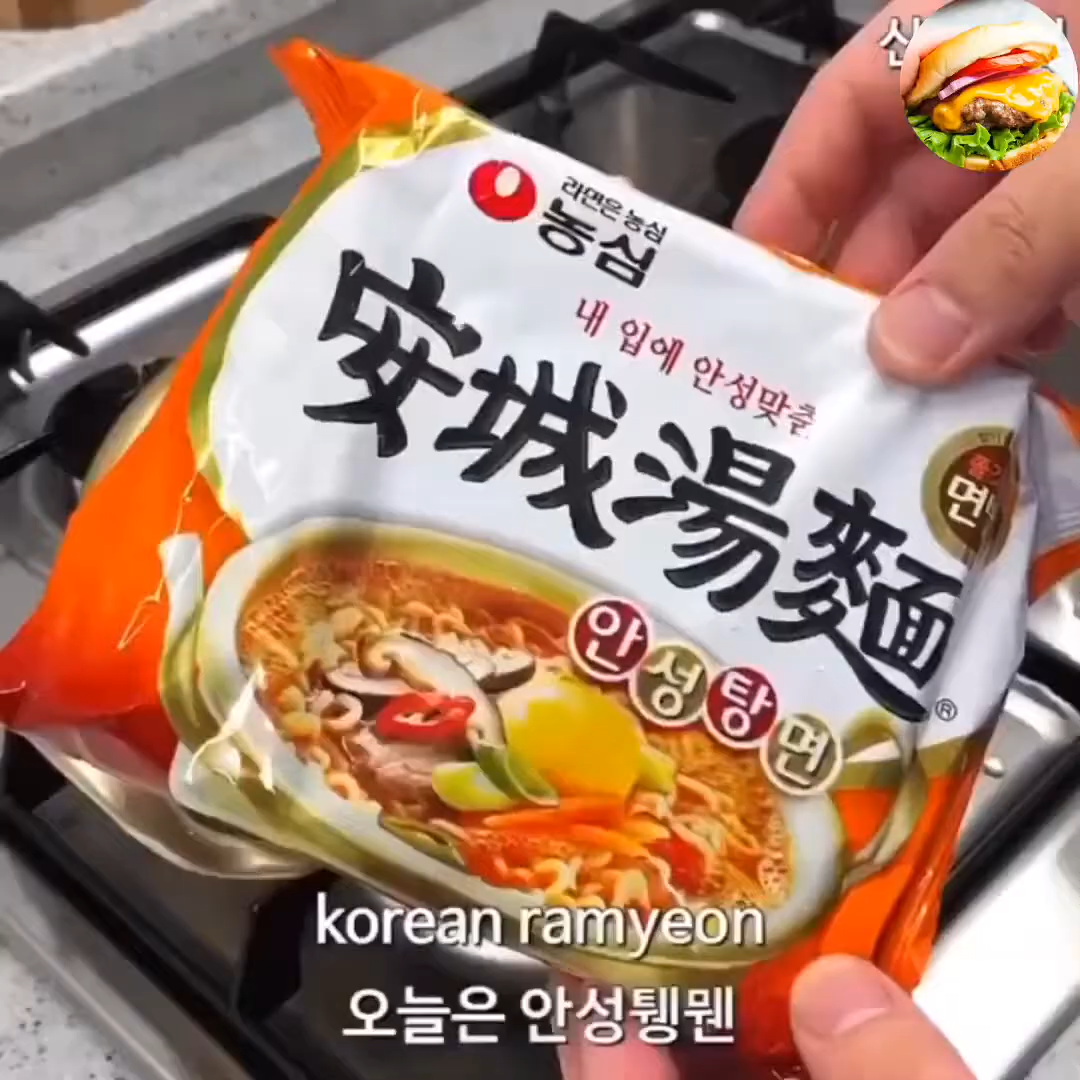 라면은 농심
농심
내 입에 안성맞춤
安城湯麵
안성탕면
®
korean ramyeon
오늘은 안성퉹뭰